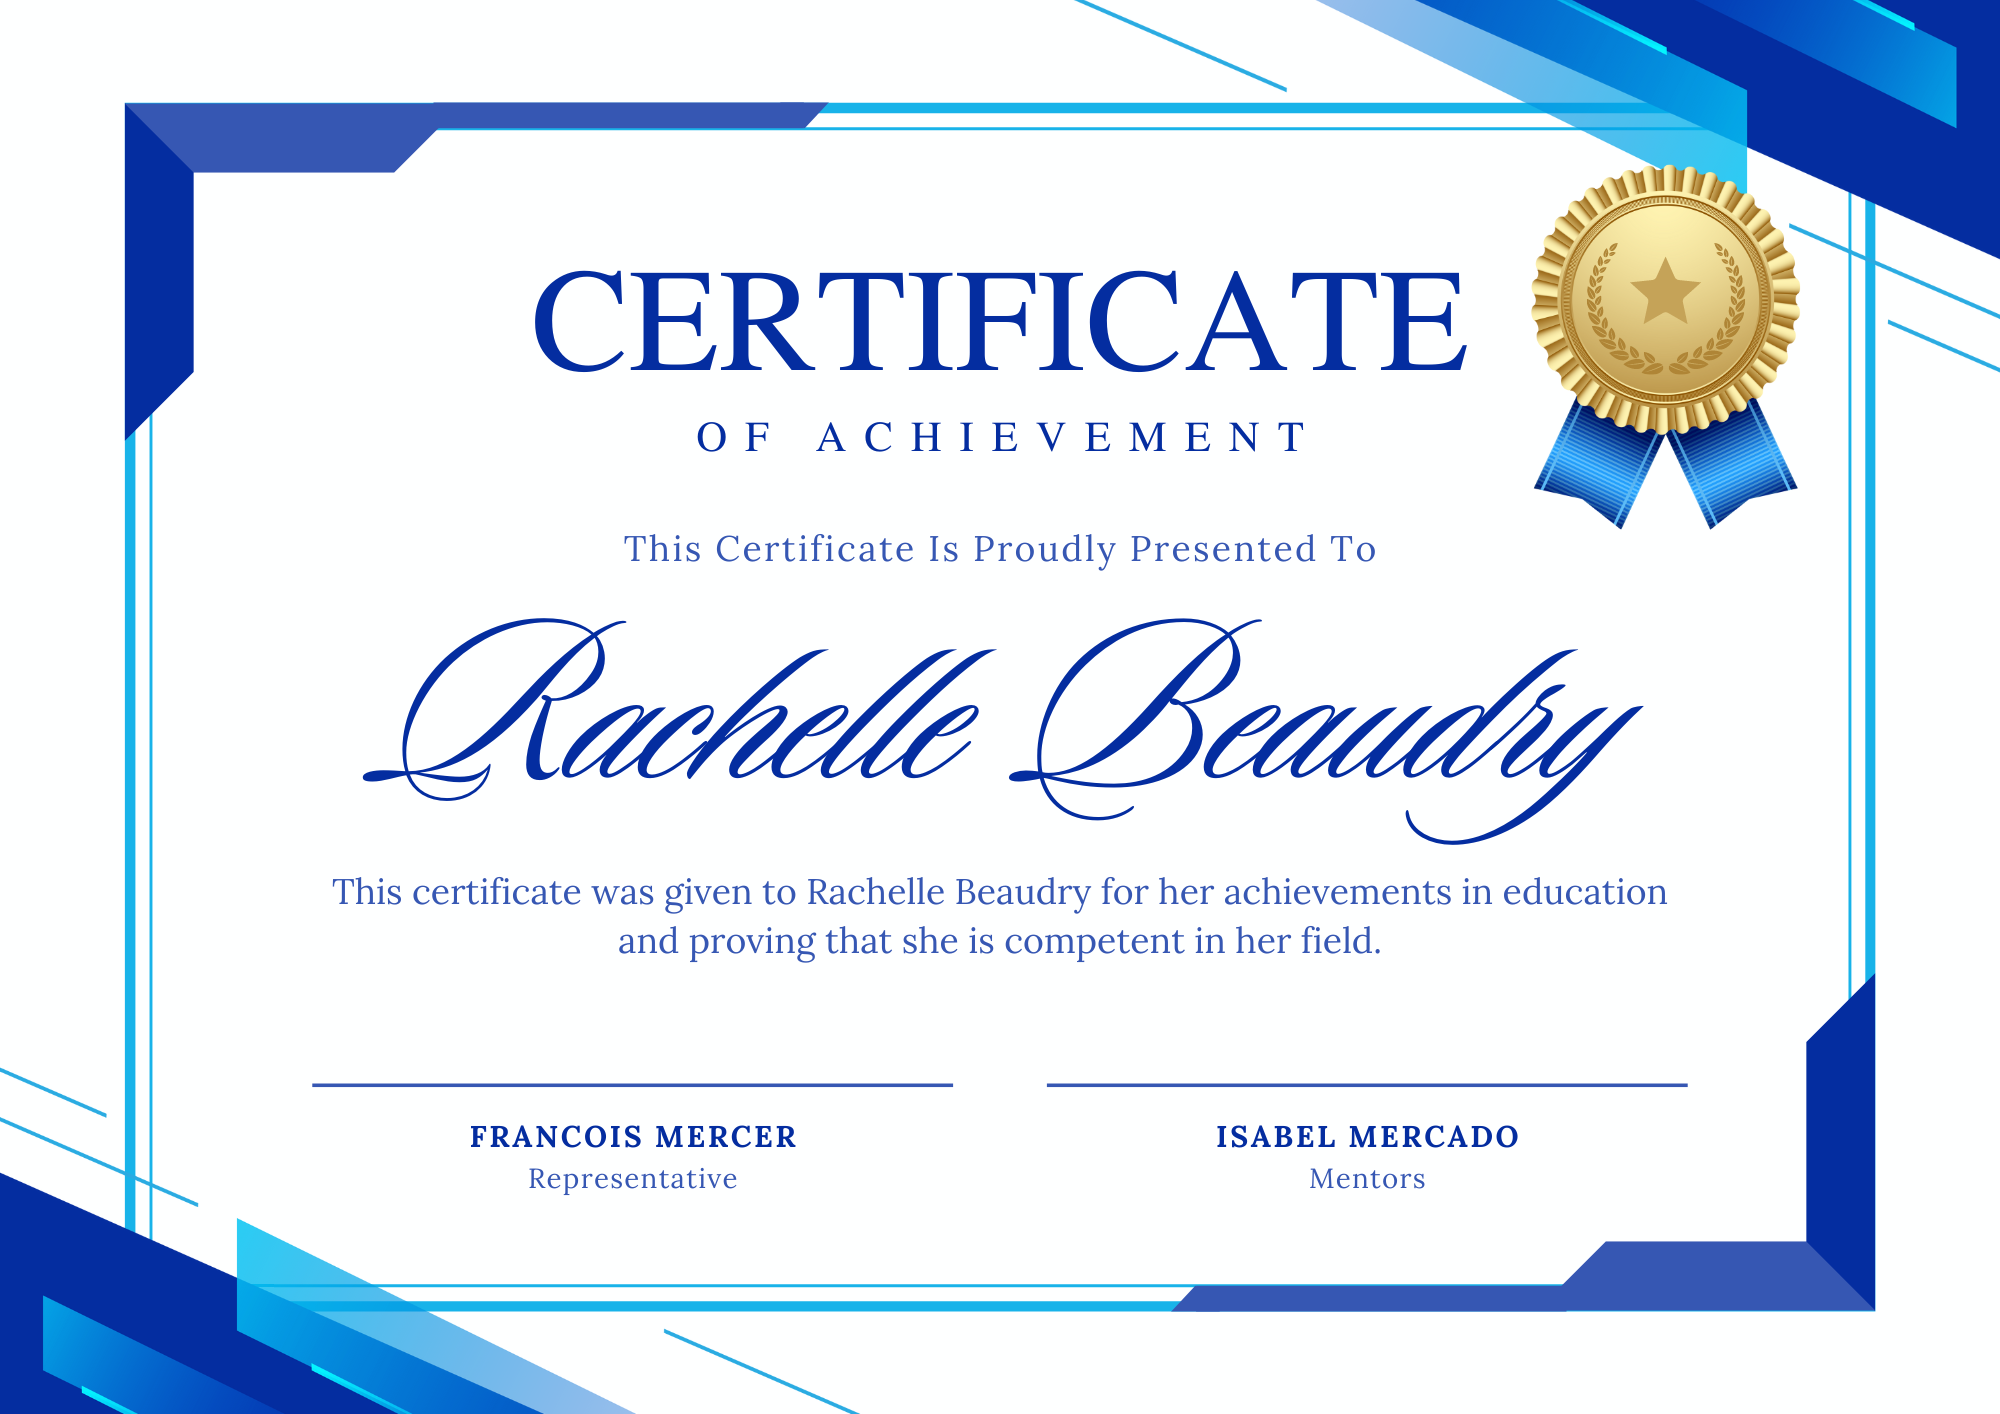 CERTIFICATE
OF ACHIEVEMENT
This Certificate Is Proudly Presented To
Rachelle Beaudry
This certificate was given to Rachelle Beaudry for her achievements in education
and proving that she is competent in her field.
FRANCOIS MERCER
Representative
ISABEL MERCADO
Mentors